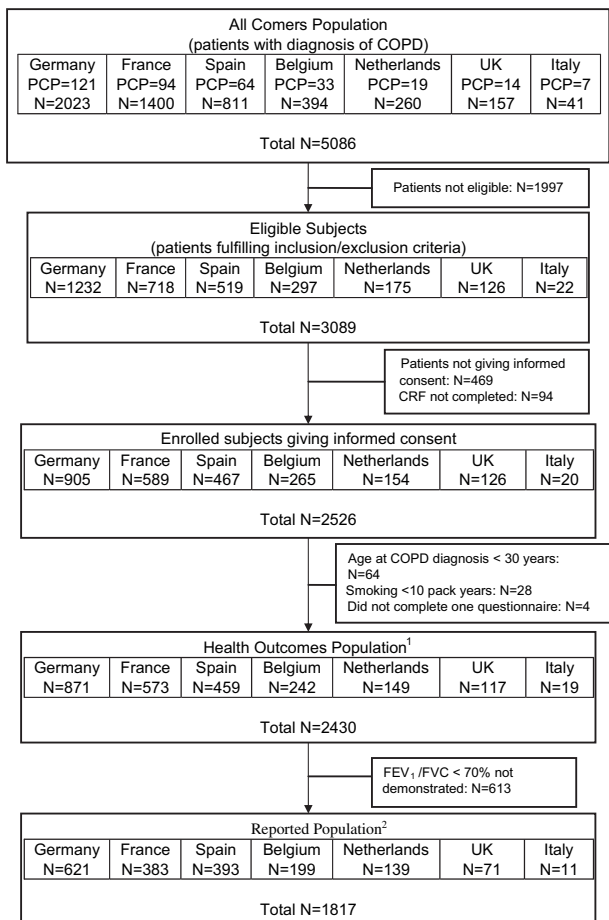 All Comers Population
(patients with diagnosis of COPD)
Germany France Spain Belgium Netherlands UK Italy
PCP=121 PCP=94 PCP=64 PCP=33 PCP=19 PCP=14 PCP=7
N=2023 N=1400 N=811 N=394 N=260 N=157 N=41
Total N=5086
Patients not eligible: N=1997
Eligible Subjects
(patients fulfilling inclusion/exclusion criteria)
Germany France Spain Belgium Netherlands UK Italy
N=1232 N=718 N=519 N=297 N=175 N=126 N=22
Total N=3089
Patients not giving informed
consent: N=469
CRF not completed: N=94
Enrolled subjects giving informed consent
Germany France Spain Belgium Netherlands UK Italy
N=905 N=589 N=467 N=265 N=154 N=126 N=20
Total N=2526
Age at COPD diagnosis < 30 years:
N=64
Smoking <10 pack years: N=28
Did not complete one questionnaire: N=4
Health Outcomes Population¹
Germany France Spain Belgium Netherlands UK Italy
N=871 N=573 N=459 N=242 N=149 N=117 N=19
Total N=2430
FEV₁ /FVC < 70% not
demonstrated: N=613
Reported Population²
Germany France Spain Belgium Netherlands UK Italy
N=621 N=383 N=393 N=199 N=139 N=71 N=11
Total N=1817